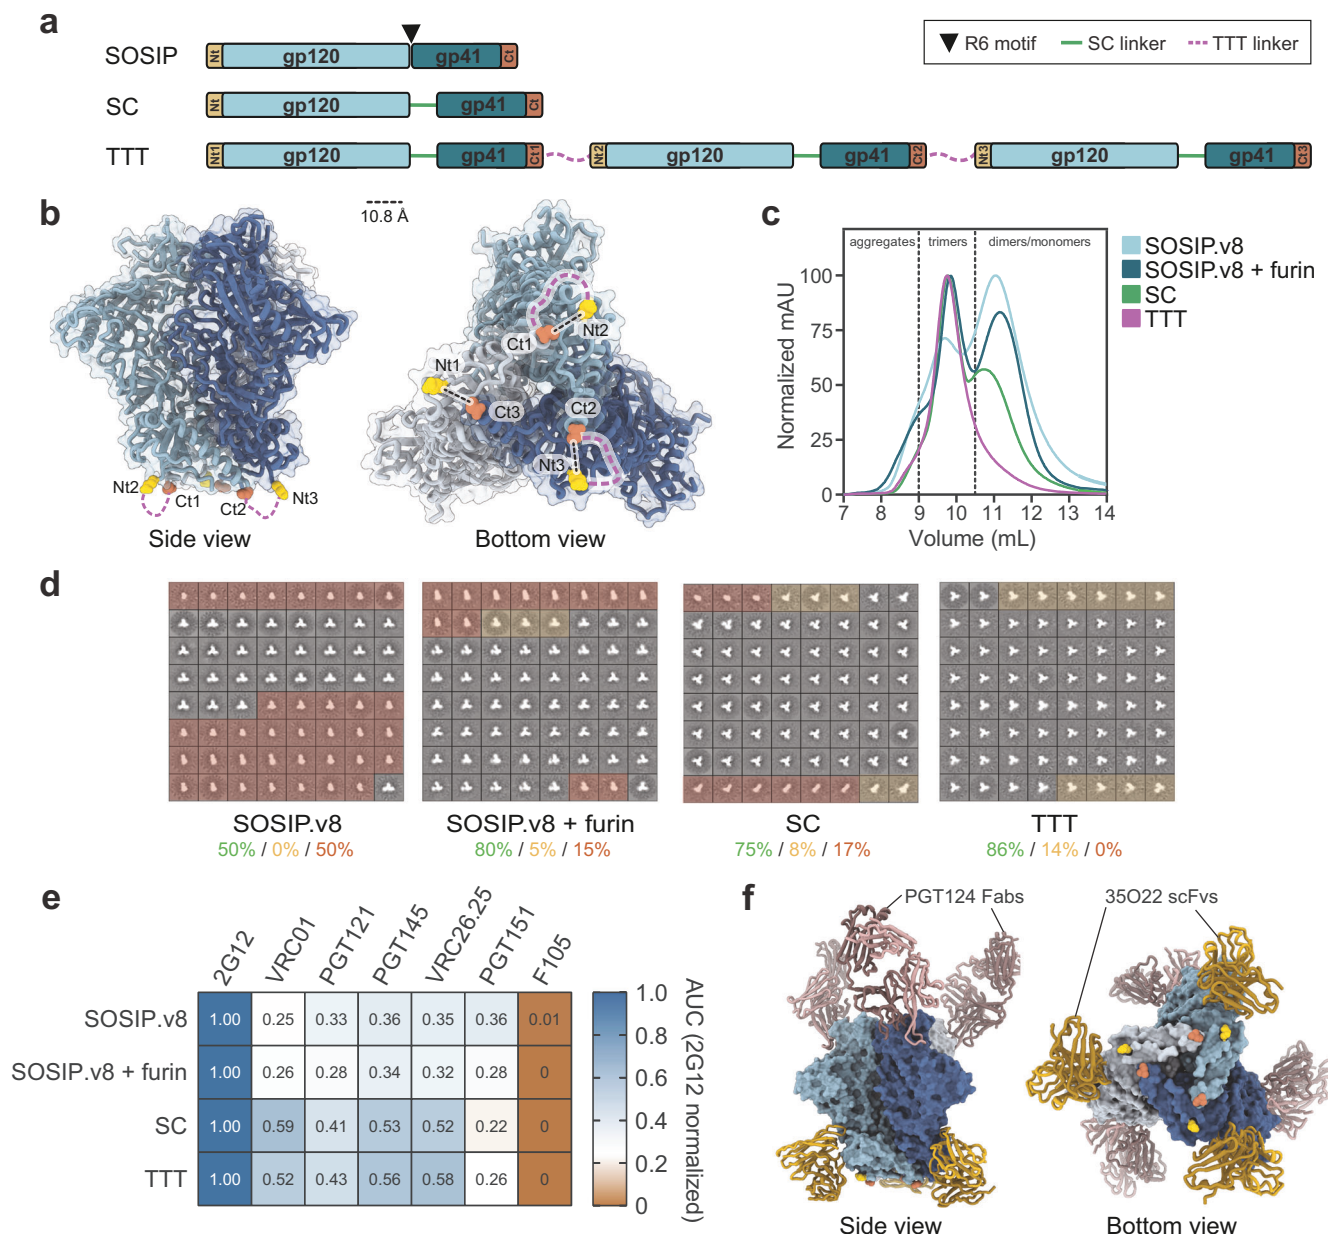 a
R6 motif SC linker TTT linker
SOSIP Nt gp120 gp41 Ct
SC Nt gp120 gp41 Ct
TTT Nt1 gp120 gp41 Ct1 Nt2 gp120 gp41 Ct2 Nt3 gp120 gp41 Ct3
b
10.8 Å
Nt2 Ct1 Ct2 Nt3
Side view
Nt1 Ct3 Ct1 Nt2 Ct2 Nt3
Bottom view
c
aggregates trimers dimers/monomers
Normalized mAU
100
75
50
25
0
7 8 9 10 11 12 13 14
Volume (mL)
SOSIP.v8
SOSIP.v8 + furin
SC
TTT
d
SOSIP.v8
50% / 0% / 50%
SOSIP.v8 + furin
80% / 5% / 15%
SC
75% / 8% / 17%
TTT
86% / 14% / 0%
e
2G12 VRC01 PGT121 PGT145 VRC26.25 PGT151 F105
SOSIP.v8 1.00 0.25 0.33 0.36 0.35 0.36 0.01
SOSIP.v8 + furin 1.00 0.26 0.28 0.34 0.32 0.28 0
SC 1.00 0.59 0.41 0.53 0.52 0.22 0
TTT 1.00 0.52 0.43 0.56 0.58 0.26 0
1.0
0.8
0.6
0.4
0.2
0
AUC (2G12 normalized)
f
PGT124 Fabs
35O22 scFvs
Side view
Bottom view